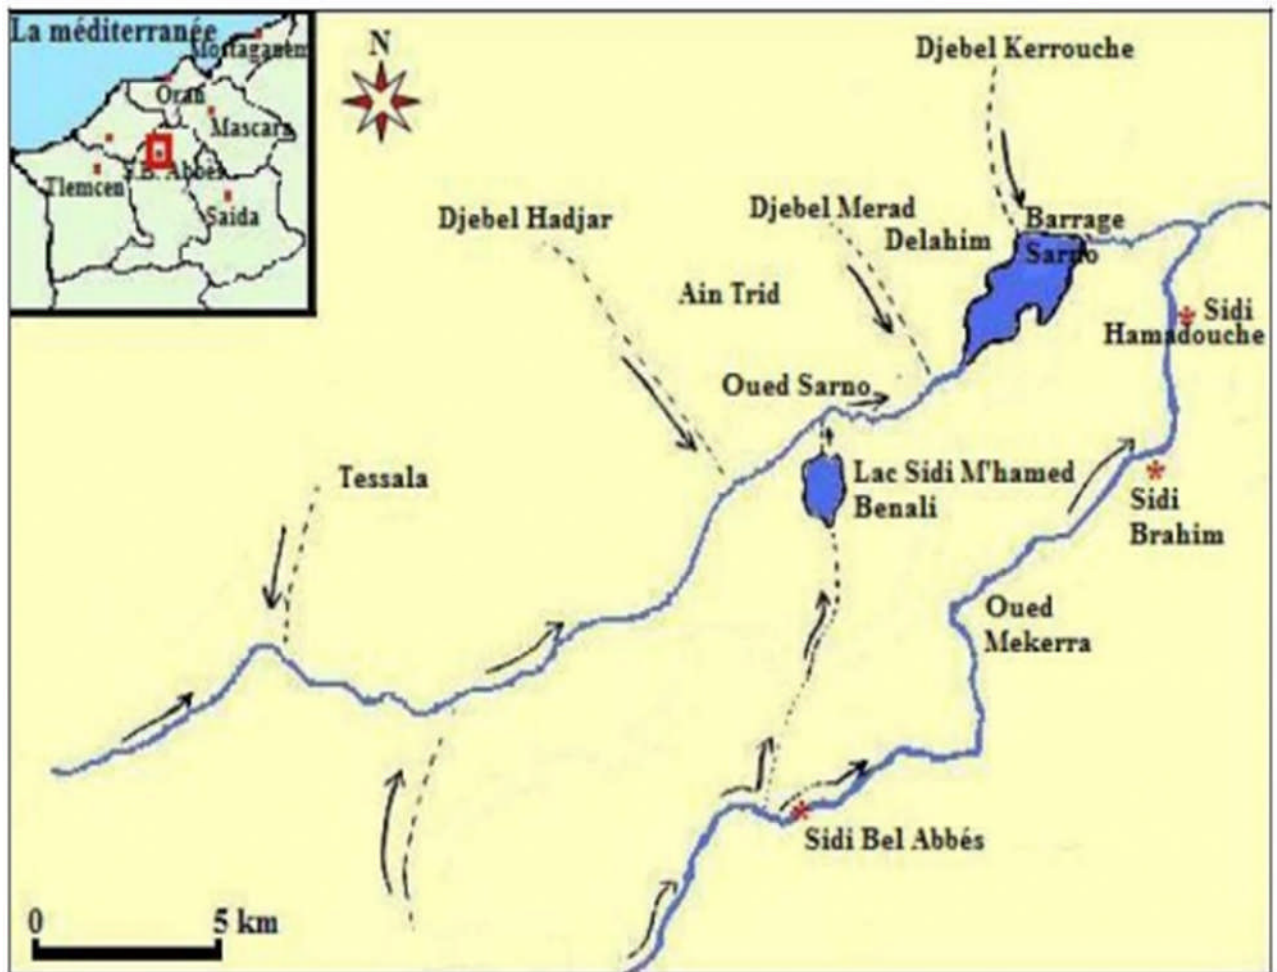 La méditerranée
Mostaganem
Oran
Mascara
S.B. Abbès
Tlemcen
Saida
N
Djebel Kerrouche
Djebel Hadjar
Djebel Merad
Delahim
Barrage
Sarno
Ain Trid
Sidi
Hamadouche
Oued Sarno
Tessala
Lac Sidi M'hamed
Benali
Sidi
Brahim
Oued
Mekerra
Sidi Bel Abbés
0 5 km